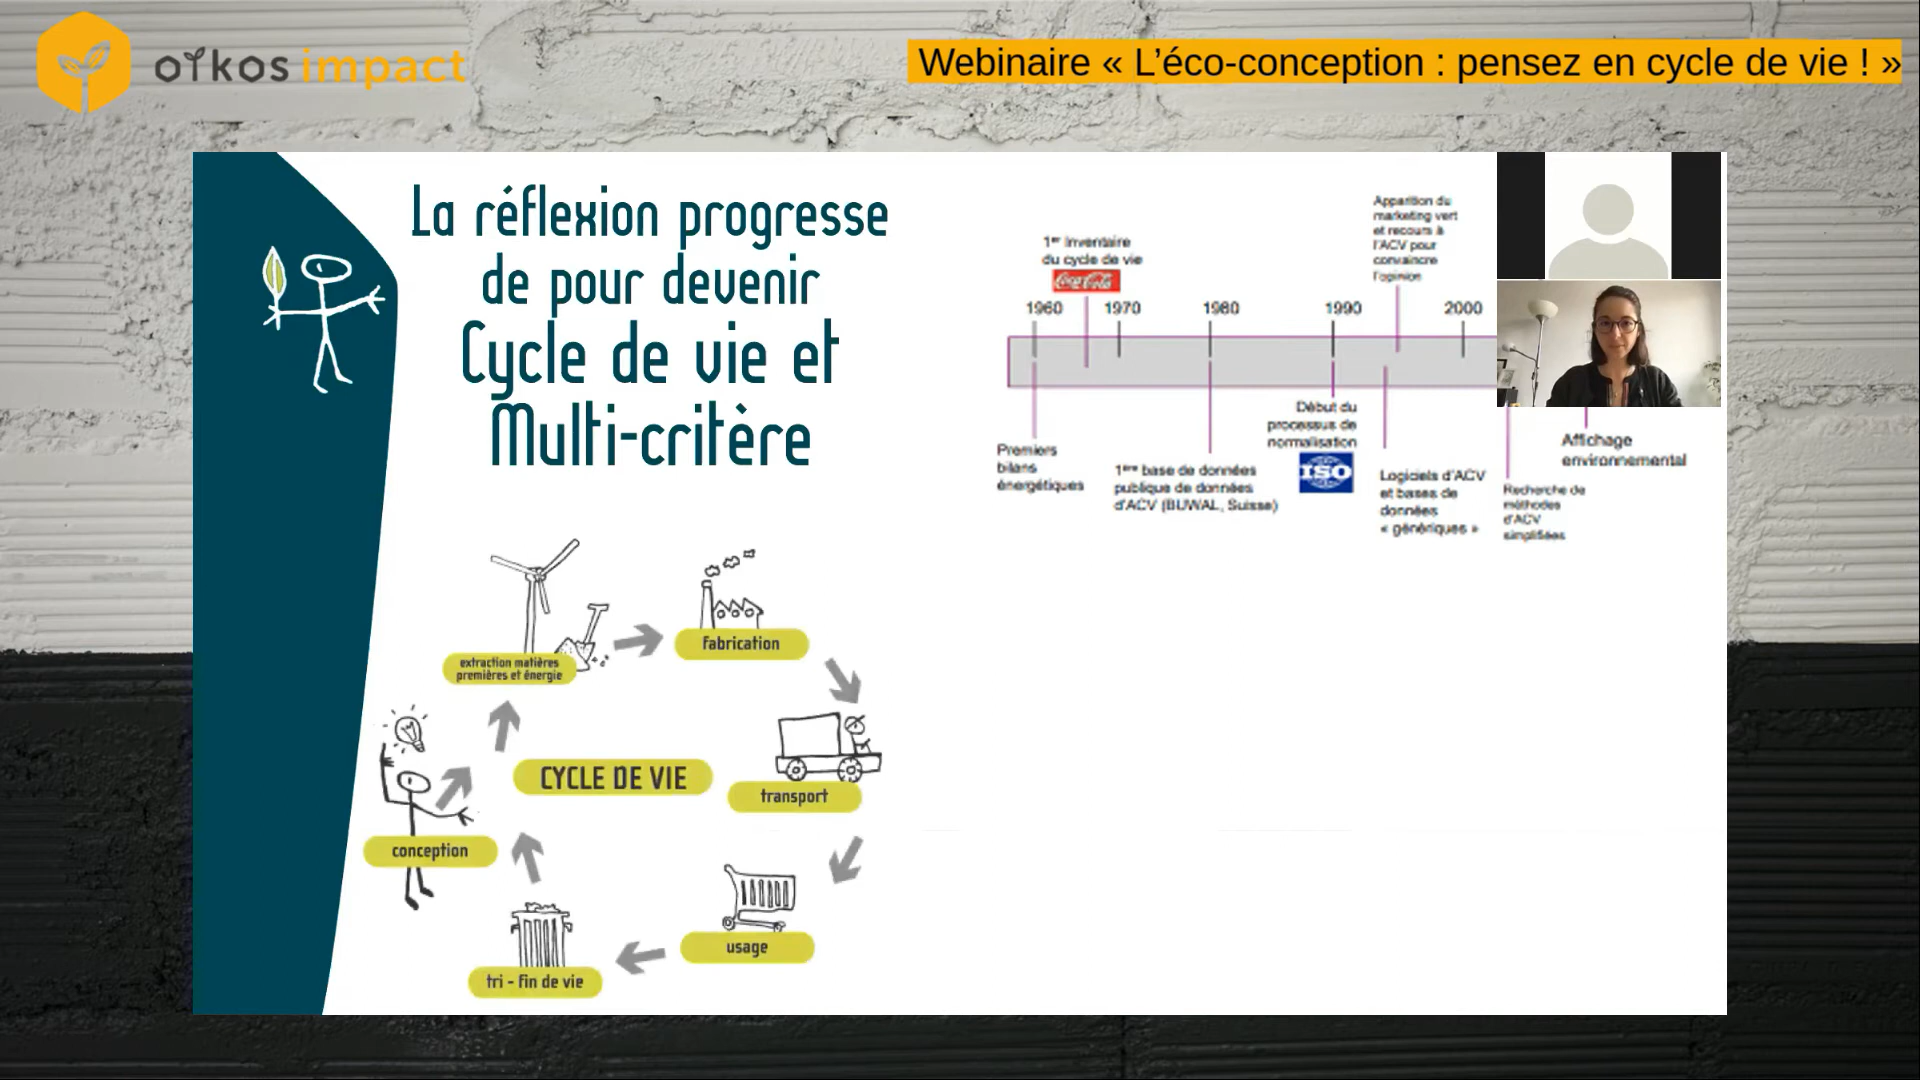 oïkos impact
Webinaire « L’éco-conception : pensez en cycle de vie ! »
La réflexion progresse
de pour devenir
Cycle de vie et
Multi-critère
Apparition du
marketing vert
et recours à
l'ACV pour
convaincre
l'opinion
1er Inventaire
du cycle de vie
Coca-Cola
1960
1970
1980
1990
2000
Premiers
bilans
énergétiques
1ère base de données
publique de données
d'ACV (BUWAL, Suisse)
Début du
processus de
normalisation
ISO
Logiciels d'ACV
et bases de
données
« génériques »
Recherche de
méthodes
d'ACV
simplifiées
Affichage
environnemental
extraction matières
premières et énergie
fabrication
transport
CYCLE DE VIE
conception
usage
tri - fin de vie